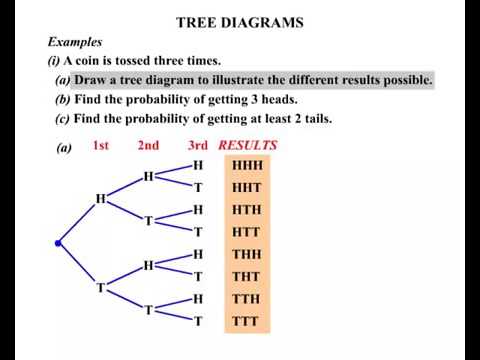 TREE DIAGRAMS
Examples
(i) A coin is tossed three times.
(a) Draw a tree diagram to illustrate the different results possible.
(b) Find the probability of getting 3 heads.
(c) Find the probability of getting at least 2 tails.
(a) 1st 2nd 3rd RESULTS
H HHH
H
T HHT
H
H HTH
T
T HTT
H THH
H
T THT
T
H TTH
T
T TTT